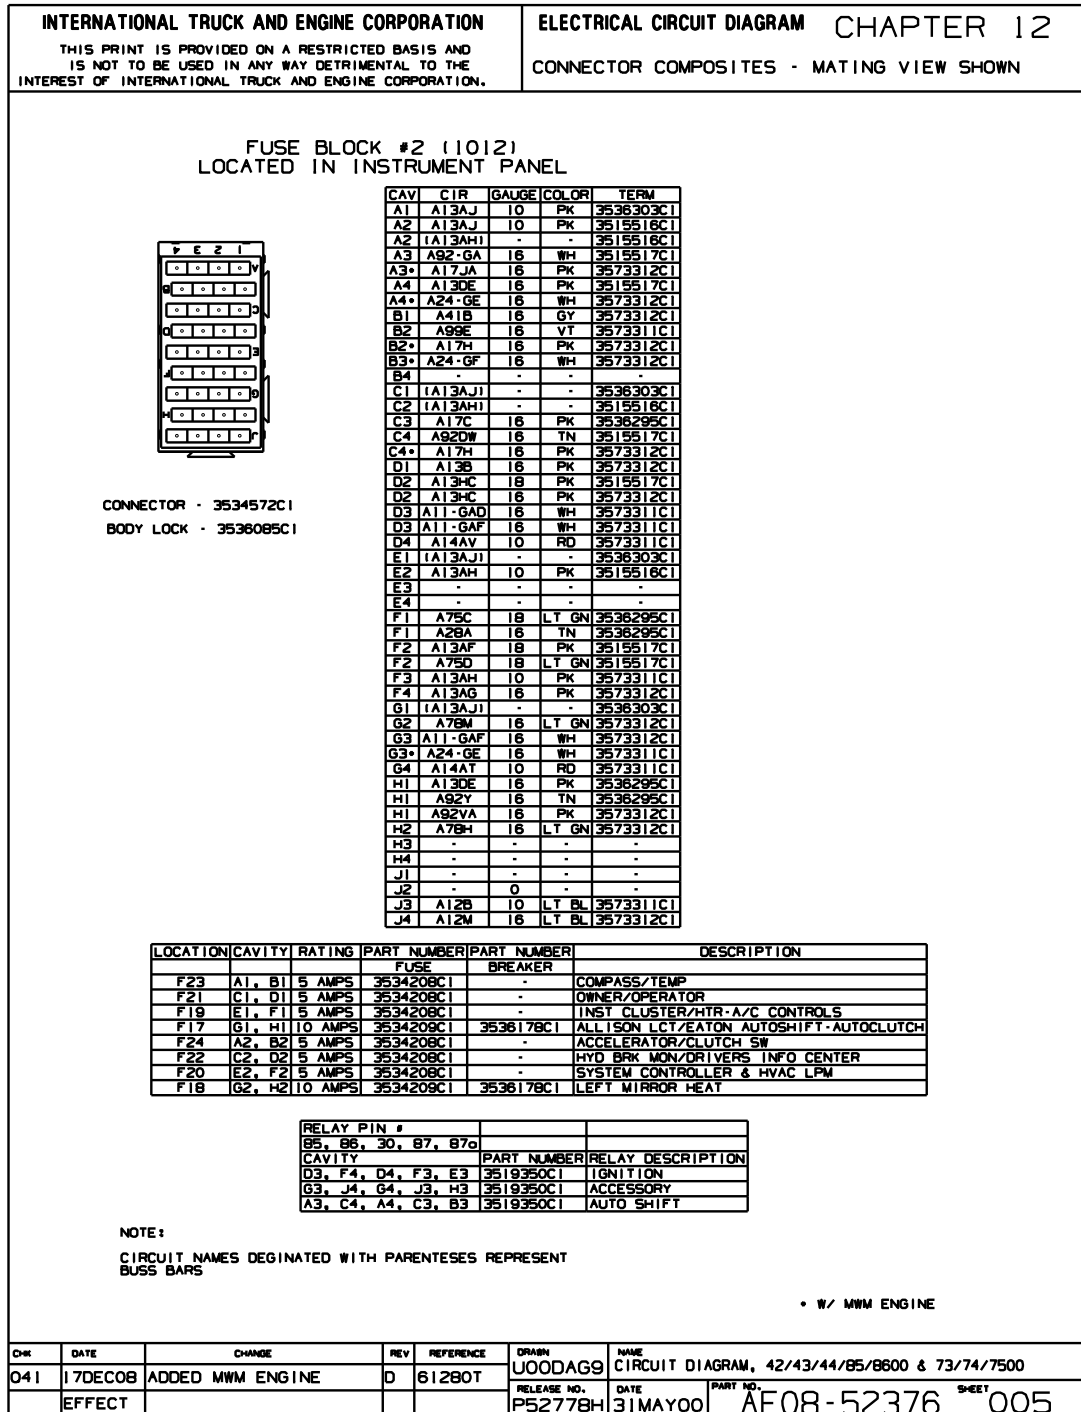 INTERNATIONAL TRUCK AND ENGINE CORPORATION
THIS PRINT IS PROVIDED ON A RESTRICTED BASIS AND
IS NOT TO BE USED IN ANY WAY DETRIMENTAL TO THE
INTEREST OF INTERNATIONAL TRUCK AND ENGINE CORPORATION.
ELECTRICAL CIRCUIT DIAGRAM CHAPTER 12
CONNECTOR COMPOSITES - MATING VIEW SHOWN
FUSE BLOCK #2 (1012)
LOCATED IN INSTRUMENT PANEL
4 3 2 1
A
B
C
D
E
F
G
H
J
CONNECTOR - 3534572C1
BODY LOCK - 3536085C1
CAV CIR GAUGE COLOR TERM
A1 A13AJ 10 PK 3536303C1
A2 A13AJ 10 PK 3515516C1
A2 (A13AH) - - 3515516C1
A3 A92-GA 16 WH 3515517C1
A3* A17JA 16 PK 3573312C1
A4 A13DE 16 PK 3515517C1
A4* A24-GE 16 WH 3573312C1
B1 A41B 16 GY 3573312C1
B2 A99E 16 VT 3573311C1
B2* A17H 16 PK 3573312C1
B3* A24-GF 16 WH 3573312C1
B4 - - - -
C1 (A13AJ) - - 3536303C1
C2 (A13AH) - - 3515516C1
C3 A17C 16 PK 3536295C1
C4 A92DW 16 TN 3515517C1
C4* A17H 16 PK 3573312C1
D1 A13B 16 PK 3573312C1
D2 A13HC 18 PK 3515517C1
D2 A13HC 16 PK 3573312C1
D3 A11-GAD 16 WH 3573311C1
D3 A11-GAF 16 WH 3573311C1
D4 A14AV 10 RD 3573311C1
E1 (A13AJ) - - 3536303C1
E2 A13AH 10 PK 3515516C1
E3 - - - -
E4 - - - -
F1 A75C 18 LT GN 3536295C1
F1 A28A 16 TN 3536295C1
F2 A13AF 18 PK 3515517C1
F2 A75D 18 LT GN 3515517C1
F3 A13AH 10 PK 3573311C1
F4 A13AG 16 PK 3573312C1
G1 (A13AJ) - - 3536303C1
G2 A78M 16 LT GN 3573312C1
G3 A11-GAF 16 WH 3573312C1
G3* A24-GE 16 WH 3573311C1
G4 A14AT 10 RD 3573311C1
H1 A13DE 16 PK 3536295C1
H1 A92Y 16 TN 3536295C1
H1 A92VA 16 PK 3573312C1
H2 A78H 16 LT GN 3573312C1
H3 - - - -
H4 - - - -
J1 - - - -
J2 - 0 - -
J3 A12B 10 LT BL 3573311C1
J4 A12M 16 LT BL 3573312C1
LOCATION CAVITY RATING PART NUMBER PART NUMBER DESCRIPTION
FUSE BREAKER
F23 A1, B1 5 AMPS 3534208C1 - COMPASS/TEMP
F21 C1, D1 5 AMPS 3534208C1 - OWNER/OPERATOR
F19 E1, F1 5 AMPS 3534208C1 - INST CLUSTER/HTR-A/C CONTROLS
F17 G1, H1 10 AMPS 3534209C1 3536178C1 ALLISON LCT/EATON AUTOSHIFT-AUTOCLUTCH
F24 A2, B2 5 AMPS 3534208C1 - ACCELERATOR/CLUTCH SW
F22 C2, D2 5 AMPS 3534208C1 - HYD BRK MON/DRIVERS INFO CENTER
F20 E2, F2 5 AMPS 3534208C1 - SYSTEM CONTROLLER & HVAC LPM
F18 G2, H2 10 AMPS 3534209C1 3536178C1 LEFT MIRROR HEAT
RELAY PIN #
85, 86, 30, 87, 87a
CAVITY PART NUMBER RELAY DESCRIPTION
D3, F4, D4, F3, E3 3519350C1 IGNITION
G3, J4, G4, J3, H3 3519350C1 ACCESSORY
A3, C4, A4, C3, B3 3519350C1 AUTO SHIFT
NOTE:
CIRCUIT NAMES DEGINATED WITH PARENTESES REPRESENT
BUSS BARS
* W/ MWM ENGINE
CHK DATE CHANGE REV REFERENCE DRAWN NAME
041 17DEC08 ADDED MWM ENGINE D 61280T U00DAG9 CIRCUIT DIAGRAM, 42/43/44/85/8600 & 73/74/7500
EFFECT RELEASE NO. P52778H DATE 31MAY00 PART NO. AE08-52376 SHEET 005